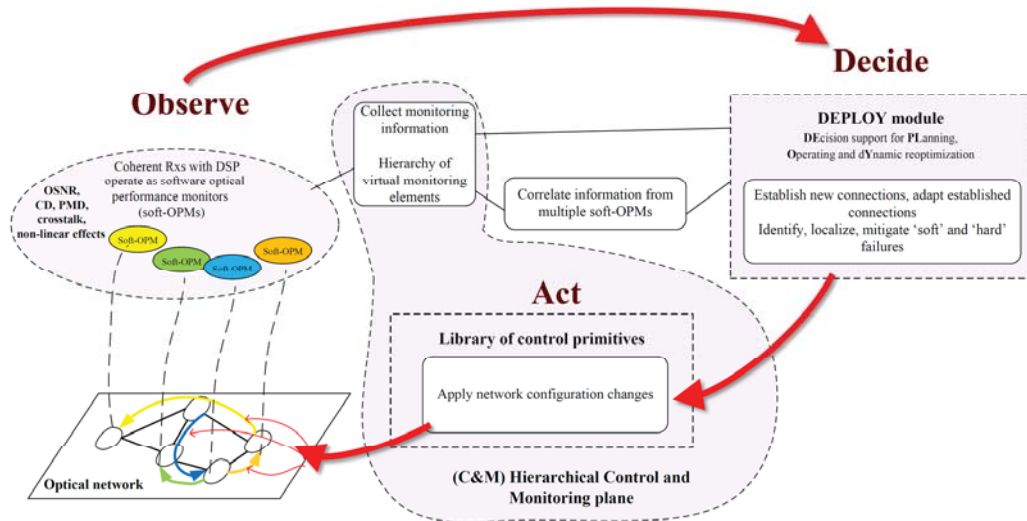 Observe
Decide
Coherent Rxs with DSP
operate as software optical
performance monitors
(soft-OPMs)
OSNR,
CD, PMD,
crosstalk,
non-linear effects
Soft-OPM
Soft-OPM
Soft-OPM
Soft-OPM
Collect monitoring
information
Hierarchy of
virtual monitoring
elements
Correlate information from
multiple soft-OPMs
DEPLOY module
DEcision support for PLanning,
Operating and dYnamic reoptimization
Establish new connections, adapt established
connections
Identify, localize, mitigate ‘soft’ and ‘hard’
failures
Act
Library of control primitives
Apply network configuration changes
(C&M) Hierarchical Control and
Monitoring plane
Optical network